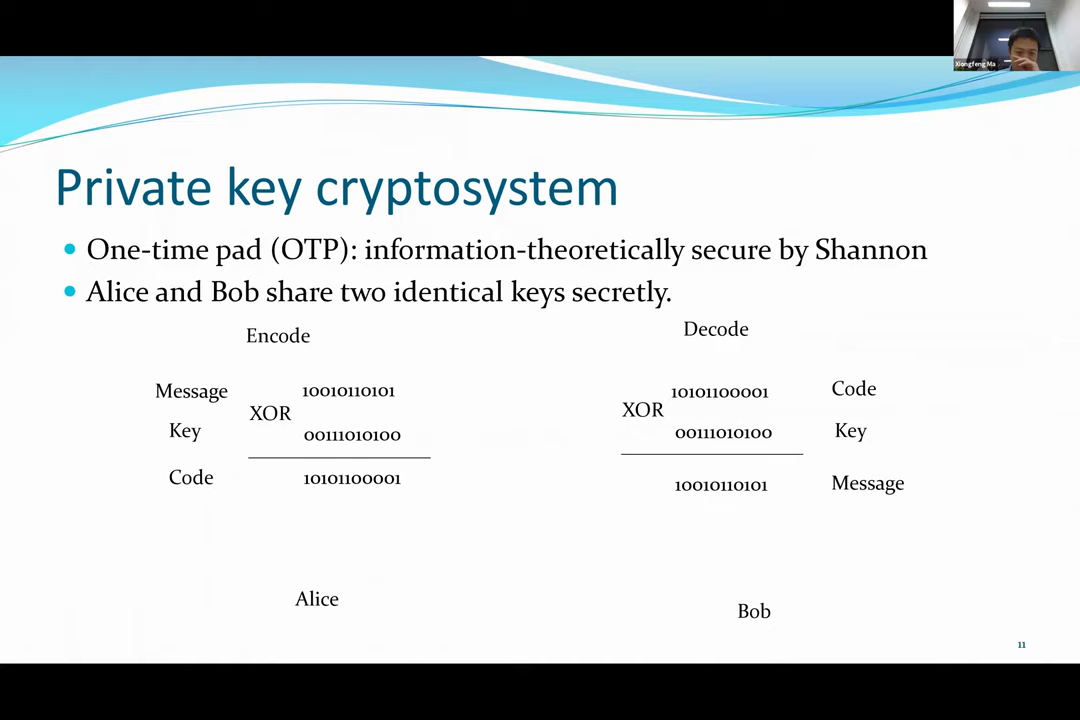 Xiongfeng Ma
Private key cryptosystem
One-time pad (OTP): information-theoretically secure by Shannon
Alice and Bob share two identical keys secretly.
Encode
Message
XOR
10010110101
Key
00111010100
Code
10101100001
Alice
Decode
XOR
10101100001
Code
00111010100
Key
10010110101
Message
Bob
11